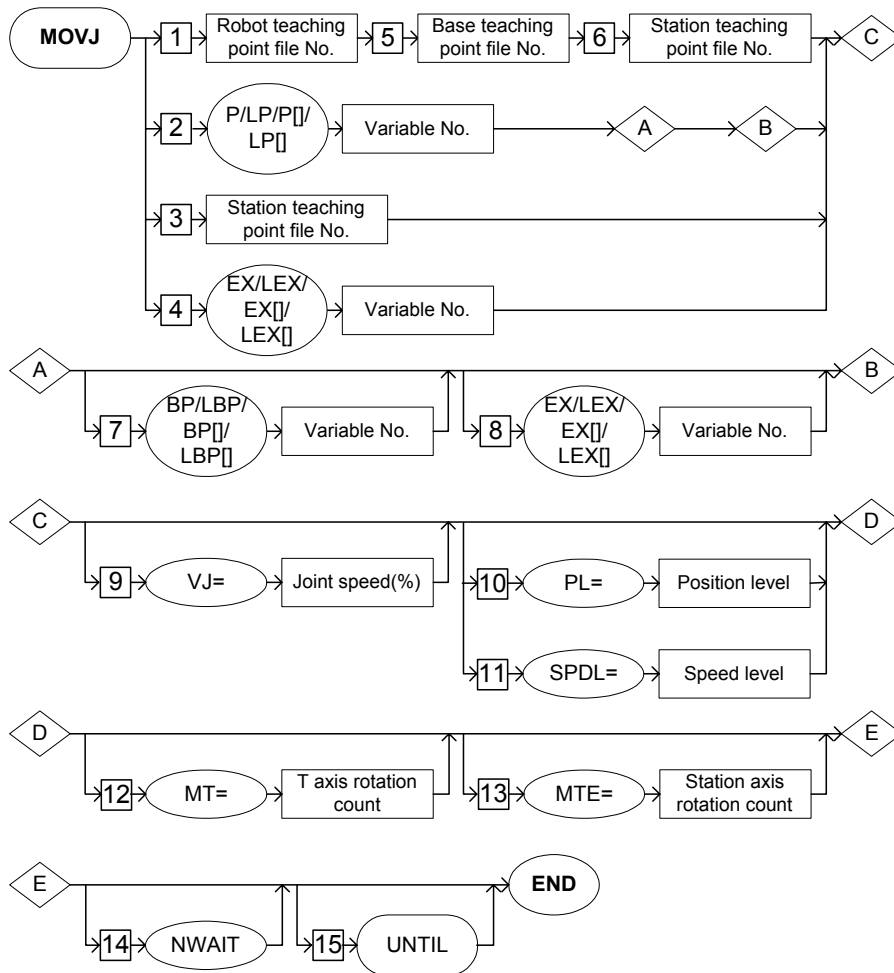 MOVJ
1
Robot teaching
point file No.
5
Base teaching
point file No.
6
Station teaching
point file No.
C
2
P/LP/P[]/
LP[]
Variable No.
A
B
3
Station teaching
point file No.
4
EX/LEX/
EX[]/
LEX[]
Variable No.
A
B
7
BP/LBP/
BP[]/
LBP[]
Variable No.
8
EX/LEX/
EX[]/
LEX[]
Variable No.
C
D
9
VJ=
Joint speed(%)
10
PL=
Position level
11
SPDL=
Speed level
D
E
12
MT=
T axis rotation
count
13
MTE=
Station axis
rotation count
E
END
14
NWAIT
15
UNTIL